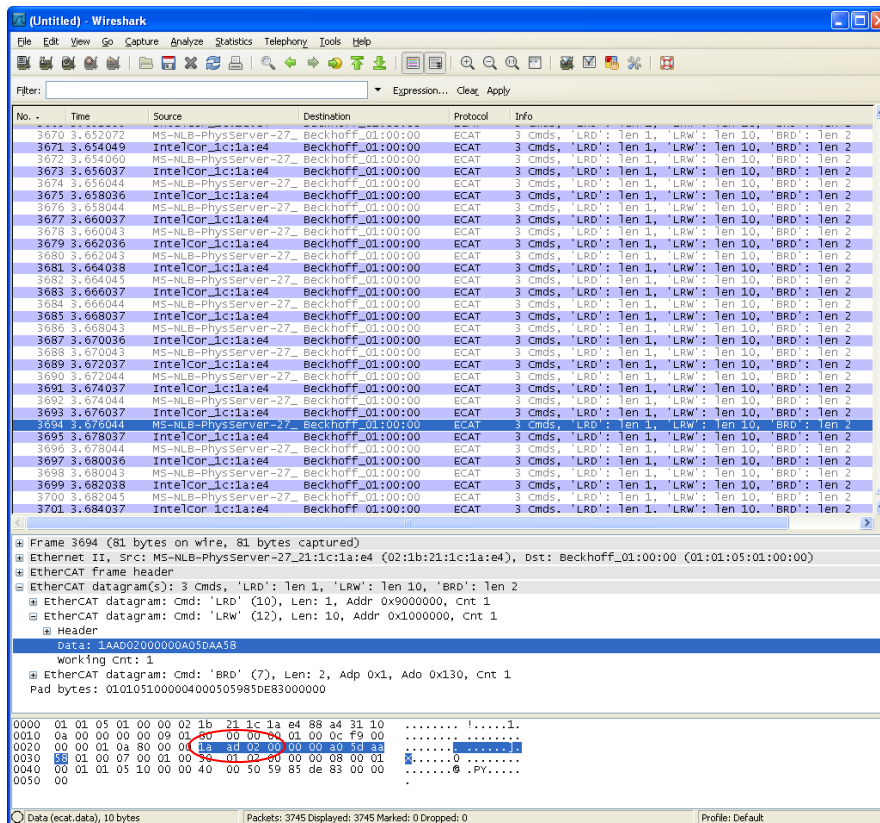 (Untitled) - Wireshark
File Edit View Go Capture Analyze Statistics Telephony Tools Help
Filter: Expression... Clear Apply
No. - Time Source Destination Protocol Info
3670 3.652072 MS-NLB-PhysServer-27_ Beckhoff_01:00:00 ECAT 3 Cmds, 'LRD': len 1, 'LRW': len 10, 'BRD': len 2
3671 3.654049 IntelCor_1c:1a:e4 Beckhoff_01:00:00 ECAT 3 Cmds, 'LRD': len 1, 'LRW': len 10, 'BRD': len 2
3672 3.654060 MS-NLB-PhysServer-27_ Beckhoff_01:00:00 ECAT 3 Cmds, 'LRD': len 1, 'LRW': len 10, 'BRD': len 2
3673 3.656037 IntelCor_1c:1a:e4 Beckhoff_01:00:00 ECAT 3 Cmds, 'LRD': len 1, 'LRW': len 10, 'BRD': len 2
3674 3.656044 MS-NLB-PhysServer-27_ Beckhoff_01:00:00 ECAT 3 Cmds, 'LRD': len 1, 'LRW': len 10, 'BRD': len 2
3675 3.658036 IntelCor_1c:1a:e4 Beckhoff_01:00:00 ECAT 3 Cmds, 'LRD': len 1, 'LRW': len 10, 'BRD': len 2
3676 3.658044 MS-NLB-PhysServer-27_ Beckhoff_01:00:00 ECAT 3 Cmds, 'LRD': len 1, 'LRW': len 10, 'BRD': len 2
3677 3.660037 IntelCor_1c:1a:e4 Beckhoff_01:00:00 ECAT 3 Cmds, 'LRD': len 1, 'LRW': len 10, 'BRD': len 2
3678 3.660043 MS-NLB-PhysServer-27_ Beckhoff_01:00:00 ECAT 3 Cmds, 'LRD': len 1, 'LRW': len 10, 'BRD': len 2
3679 3.662036 IntelCor_1c:1a:e4 Beckhoff_01:00:00 ECAT 3 Cmds, 'LRD': len 1, 'LRW': len 10, 'BRD': len 2
3680 3.662043 MS-NLB-PhysServer-27_ Beckhoff_01:00:00 ECAT 3 Cmds, 'LRD': len 1, 'LRW': len 10, 'BRD': len 2
3681 3.664038 IntelCor_1c:1a:e4 Beckhoff_01:00:00 ECAT 3 Cmds, 'LRD': len 1, 'LRW': len 10, 'BRD': len 2
3682 3.664045 MS-NLB-PhysServer-27_ Beckhoff_01:00:00 ECAT 3 Cmds, 'LRD': len 1, 'LRW': len 10, 'BRD': len 2
3683 3.666037 IntelCor_1c:1a:e4 Beckhoff_01:00:00 ECAT 3 Cmds, 'LRD': len 1, 'LRW': len 10, 'BRD': len 2
3684 3.666044 MS-NLB-PhysServer-27_ Beckhoff_01:00:00 ECAT 3 Cmds, 'LRD': len 1, 'LRW': len 10, 'BRD': len 2
3685 3.668037 IntelCor_1c:1a:e4 Beckhoff_01:00:00 ECAT 3 Cmds, 'LRD': len 1, 'LRW': len 10, 'BRD': len 2
3686 3.668043 MS-NLB-PhysServer-27_ Beckhoff_01:00:00 ECAT 3 Cmds, 'LRD': len 1, 'LRW': len 10, 'BRD': len 2
3687 3.670036 IntelCor_1c:1a:e4 Beckhoff_01:00:00 ECAT 3 Cmds, 'LRD': len 1, 'LRW': len 10, 'BRD': len 2
3688 3.670043 MS-NLB-PhysServer-27_ Beckhoff_01:00:00 ECAT 3 Cmds, 'LRD': len 1, 'LRW': len 10, 'BRD': len 2
3689 3.672037 IntelCor_1c:1a:e4 Beckhoff_01:00:00 ECAT 3 Cmds, 'LRD': len 1, 'LRW': len 10, 'BRD': len 2
3690 3.672044 MS-NLB-PhysServer-27_ Beckhoff_01:00:00 ECAT 3 Cmds, 'LRD': len 1, 'LRW': len 10, 'BRD': len 2
3691 3.674037 IntelCor_1c:1a:e4 Beckhoff_01:00:00 ECAT 3 Cmds, 'LRD': len 1, 'LRW': len 10, 'BRD': len 2
3692 3.674044 MS-NLB-PhysServer-27_ Beckhoff_01:00:00 ECAT 3 Cmds, 'LRD': len 1, 'LRW': len 10, 'BRD': len 2
3693 3.676037 IntelCor_1c:1a:e4 Beckhoff_01:00:00 ECAT 3 Cmds, 'LRD': len 1, 'LRW': len 10, 'BRD': len 2
3694 3.676044 MS-NLB-PhysServer-27_ Beckhoff_01:00:00 ECAT 3 Cmds, 'LRD': len 1, 'LRW': len 10, 'BRD': len 2
3695 3.678037 IntelCor_1c:1a:e4 Beckhoff_01:00:00 ECAT 3 Cmds, 'LRD': len 1, 'LRW': len 10, 'BRD': len 2
3696 3.678044 MS-NLB-PhysServer-27_ Beckhoff_01:00:00 ECAT 3 Cmds, 'LRD': len 1, 'LRW': len 10, 'BRD': len 2
3697 3.680036 IntelCor_1c:1a:e4 Beckhoff_01:00:00 ECAT 3 Cmds, 'LRD': len 1, 'LRW': len 10, 'BRD': len 2
3698 3.680043 MS-NLB-PhysServer-27_ Beckhoff_01:00:00 ECAT 3 Cmds, 'LRD': len 1, 'LRW': len 10, 'BRD': len 2
3699 3.682038 IntelCor_1c:1a:e4 Beckhoff_01:00:00 ECAT 3 Cmds, 'LRD': len 1, 'LRW': len 10, 'BRD': len 2
3700 3.682045 MS-NLB-PhysServer-27_ Beckhoff_01:00:00 ECAT 3 Cmds, 'LRD': len 1, 'LRW': len 10, 'BRD': len 2
3701 3.684037 IntelCor_1c:1a:e4 Beckhoff_01:00:00 ECAT 3 Cmds, 'LRD': len 1, 'LRW': len 10, 'BRD': len 2
Frame 3694 (81 bytes on wire, 81 bytes captured)
Ethernet II, Src: MS-NLB-PhysServer-27_21:1c:1a:e4 (02:1b:21:1c:1a:e4), Dst: Beckhoff_01:00:00 (01:01:05:01:00:00)
EtherCAT frame header
EtherCAT datagram(s): 3 Cmds, 'LRD': len 1, 'LRW': len 10, 'BRD': len 2
EtherCAT datagram: Cmd: 'LRD' (10), Len: 1, Addr 0x9000000, Cnt 1
EtherCAT datagram: Cmd: 'LRW' (12), Len: 10, Addr 0x1000000, Cnt 1
Header
Data: 1AAD02000000A05DAA58
Working Cnt: 1
EtherCAT datagram: Cmd: 'BRD' (7), Len: 2, Adp 0x1, Ado 0x130, Cnt 1
Pad bytes: 0101051000004000505985DE83000000
0000 01 01 05 01 00 00 02 1b 21 1c 1a e4 88 a4 31 10 ........ !.....1.
0010 0a 00 00 00 00 09 01 80 00 00 00 01 00 0c f9 00 ........ ........
0020 00 00 01 0a 80 00 00 1a ad 02 00 00 00 a0 5d aa ........ ......].
0030 58 01 00 07 00 01 00 30 01 02 00 00 00 08 00 01 X......0 ........
0040 00 01 01 05 10 00 00 40 00 00 50 59 85 de 83 00 00 .......@ .PY.....
0050 00 .
Data (ecat.data), 10 bytes Packets: 3745 Displayed: 3745 Marked: 0 Dropped: 0 Profile: Default